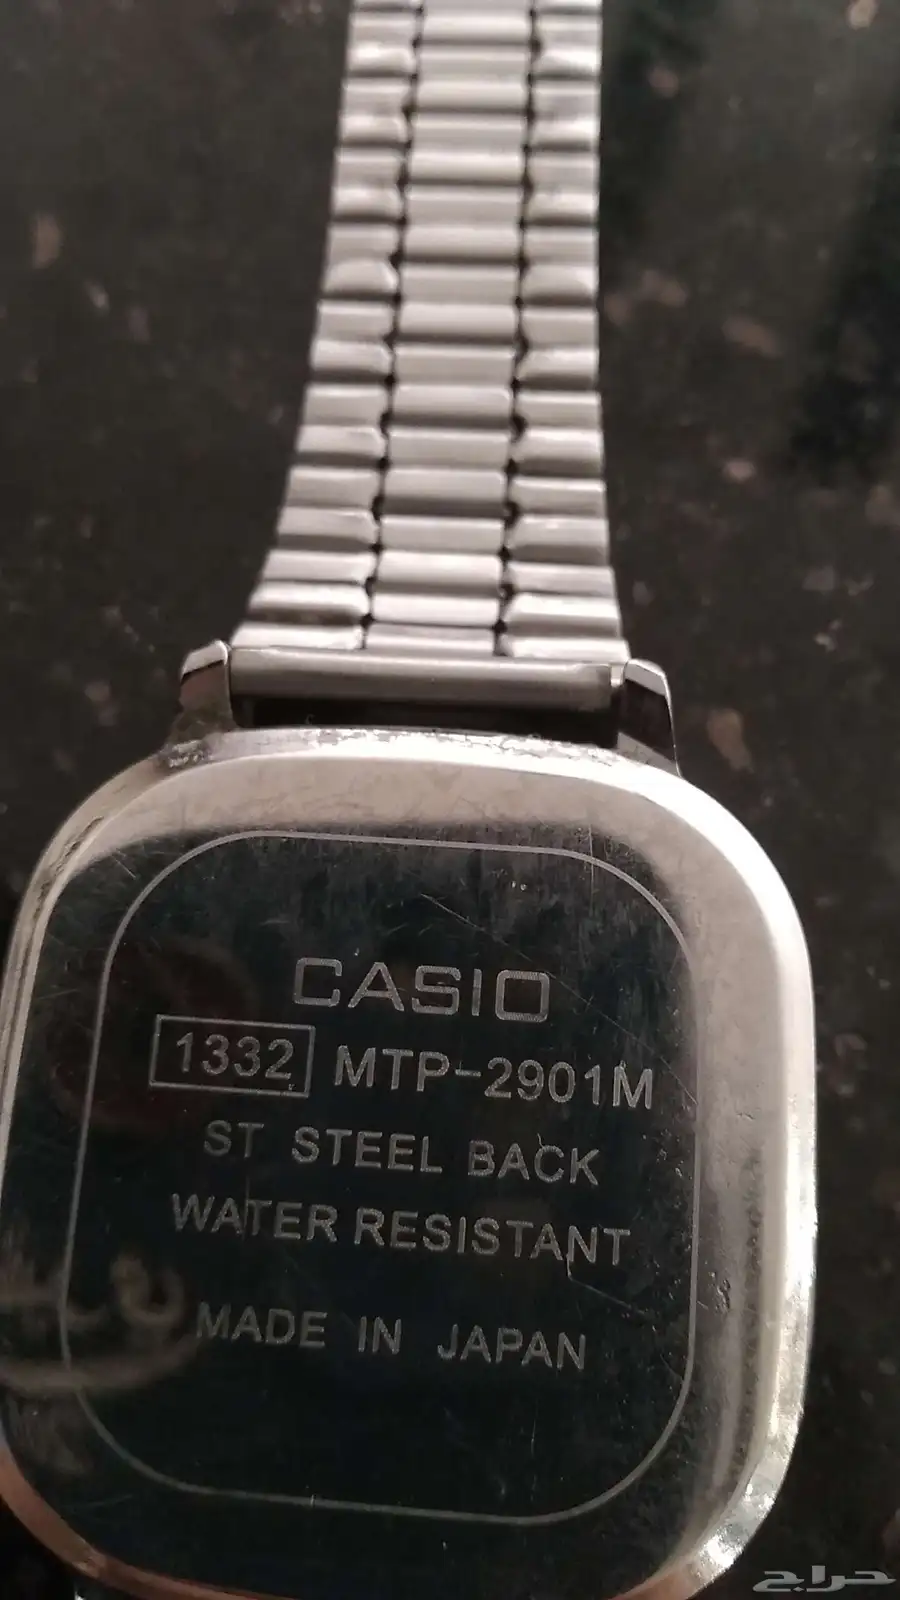 CASIO
1332 MTP-2901M
ST STEEL BACK
WATER RESISTANT
MADE IN JAPAN
حراج